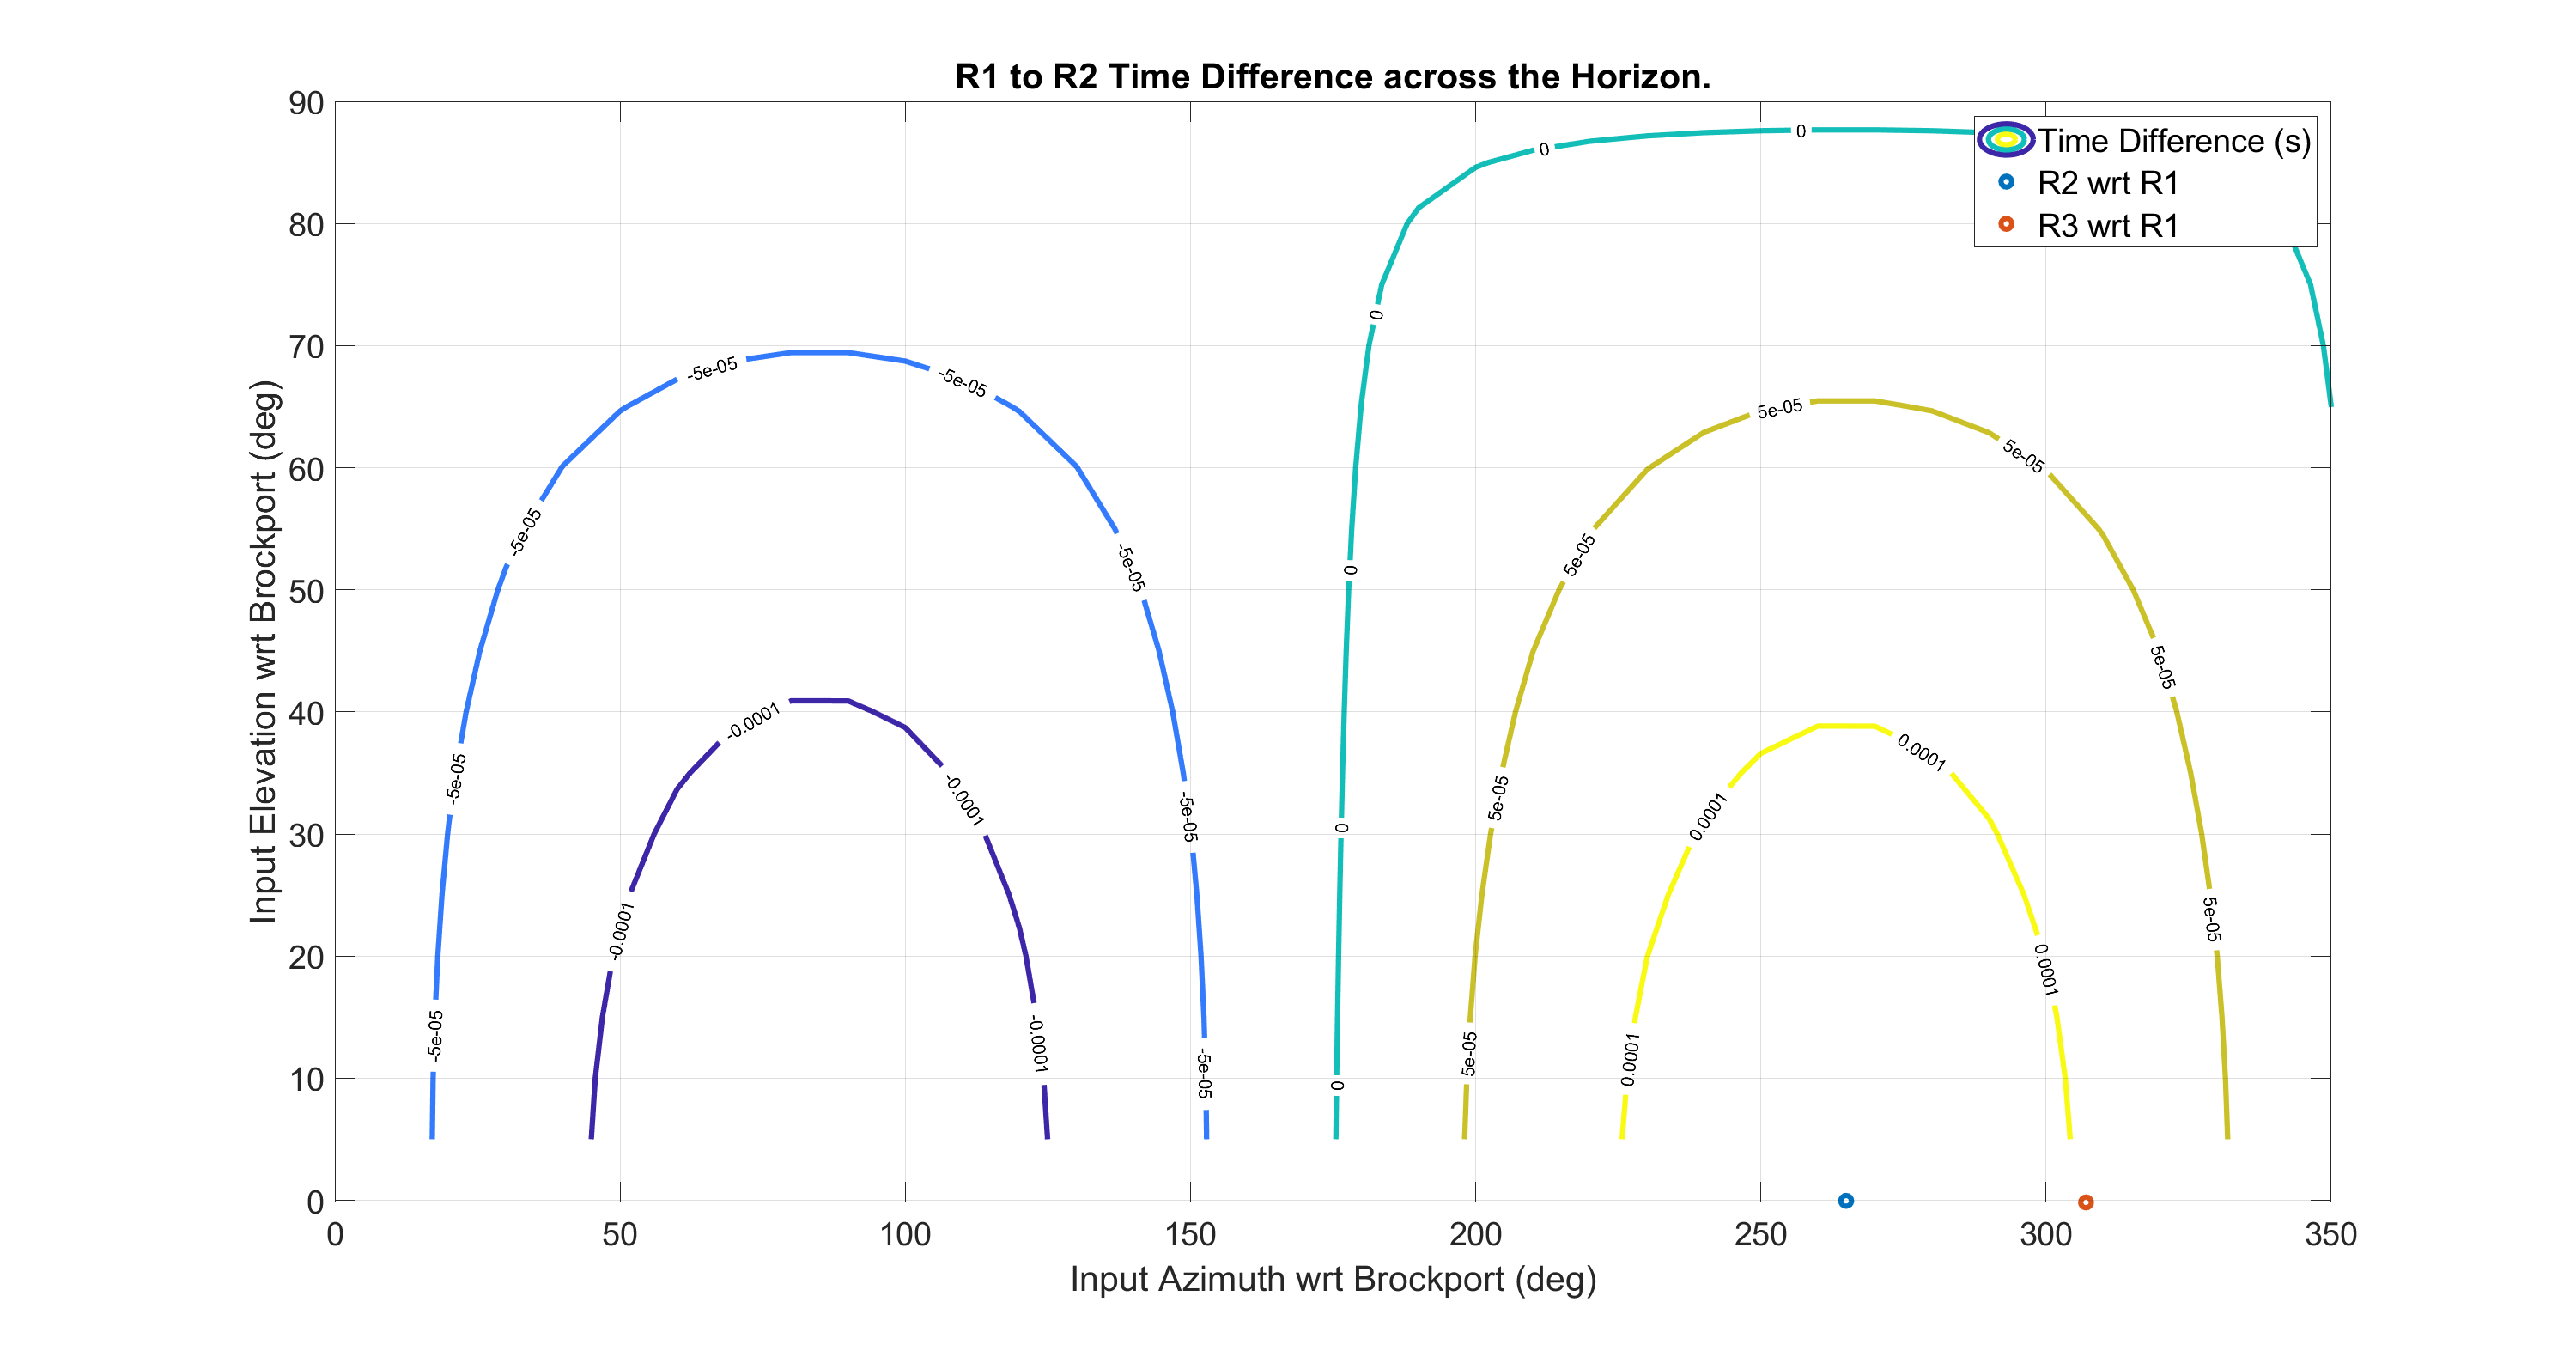 R1 to R2 Time Difference across the Horizon.
Time Difference (s)
R2 wrt R1
R3 wrt R1
Input Elevation wrt Brockport (deg)
90
80
70
60
50
40
30
20
10
0
0 50 100 150 200 250 300 350
Input Azimuth wrt Brockport (deg)
-5e-05
-5e-05
-5e-05
-5e-05
-5e-05
-5e-05
-5e-05
-5e-05
-0.0001
-0.0001
-0.0001
-0.0001
0
0
0
0
0
0
5e-05
5e-05
5e-05
5e-05
5e-05
5e-05
5e-05
0.0001
0.0001
0.0001
0.0001